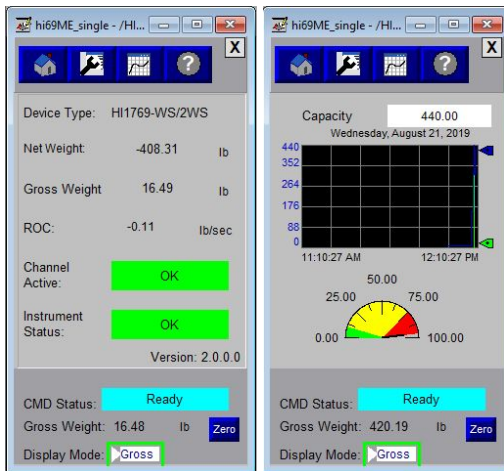 hi69ME_single - /HI...
X
?
Device Type: HI1769-WS/2WS
Net Weight: -408.31 lb
Gross Weight 16.49 lb
ROC: -0.11 lb/sec
Channel
Active: OK
Instrument
Status: OK
Version: 2.0.0.0
CMD Status: Ready
Gross Weight: 16.48 lb Zero
Display Mode: Gross
hi69ME_single - /HI...
X
?
Capacity 440.00
Wednesday, August 21, 2019
440
352
264
176
88
0
11:10:27 AM 12:10:27 PM
50.00
25.00 75.00
0.00 100.00
CMD Status: Ready
Gross Weight: 420.19 lb Zero
Display Mode: Gross